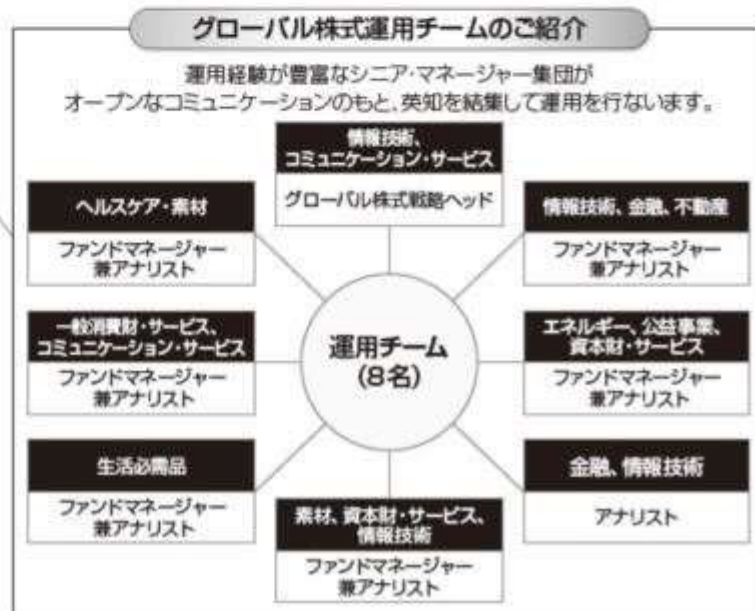 グローバル株式運用チームのご紹介
運用経験が豊富なシニア・マネージャー集団が
オープンなコミュニケーションのもと、英知を結集して運用を行ないます。
情報技術、
コミュニケーション・サービス
グローバル株式戦略ヘッド
ヘルスケア・素材
ファンドマネージャー
兼アナリスト
情報技術、金融、不動産
ファンドマネージャー
兼アナリスト
一般消費財・サービス、
コミュニケーション・サービス
ファンドマネージャー
兼アナリスト
運用チーム
(8名)
エネルギー、公益事業、
資本財・サービス
ファンドマネージャー
兼アナリスト
生活必需品
ファンドマネージャー
兼アナリスト
素材、資本財・サービス、
情報技術
ファンドマネージャー
兼アナリスト
金融、情報技術
アナリスト